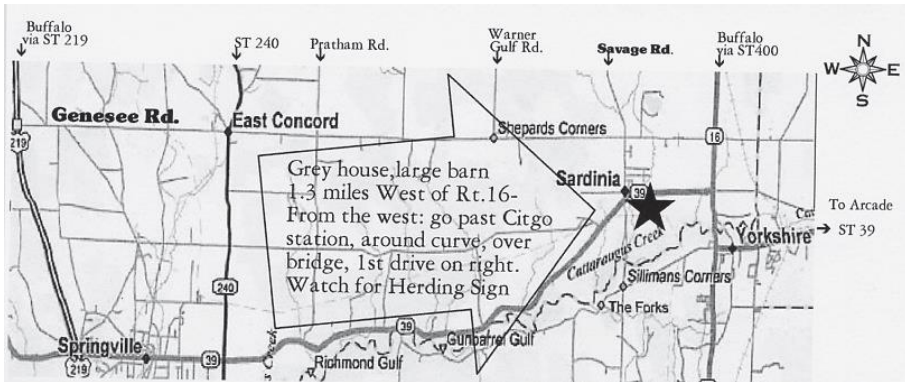 Buffalo
via ST 219
ST 240
Pratham Rd.
Warner
Gulf Rd.
Savage Rd.
Buffalo
via ST400
N
W E
S
Genesee Rd.
East Concord
219
Shepards Corners
16
Grey house,large barn
1.3 miles West of Rt.16-
From the west: go past Citgo
station, around curve, over
bridge, 1st drive on right.
Watch for Herding Sign
Sardinia
39
To Arcade
ST 39
Yorkshire
Cattaraugus Creek
Sillimans Corners
The Forks
240
39
Springville
39
219
Creek
Richmond Gulf
Gunbarrel Gulf